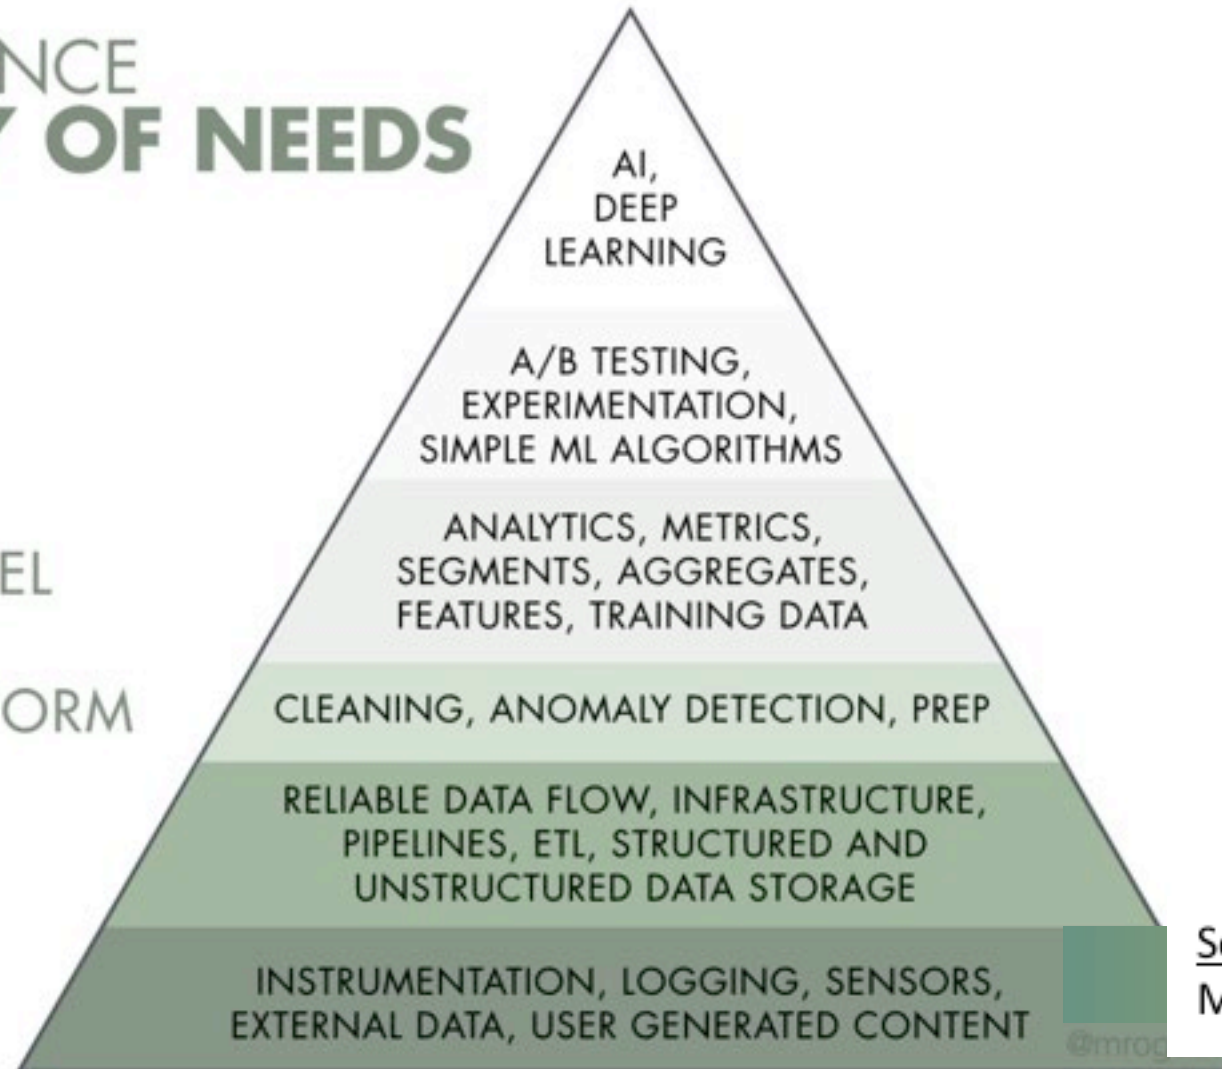 NCE
Y OF NEEDS
AI,
DEEP
LEARNING
A/B TESTING,
EXPERIMENTATION,
SIMPLE ML ALGORITHMS
ANALYTICS, METRICS,
SEGMENTS, AGGREGATES,
FEATURES, TRAINING DATA
EL
ORM
CLEANING, ANOMALY DETECTION, PREP
RELIABLE DATA FLOW, INFRASTRUCTURE,
PIPELINES, ETL, STRUCTURED AND
UNSTRUCTURED DATA STORAGE
INSTRUMENTATION, LOGGING, SENSORS,
EXTERNAL DATA, USER GENERATED CONTENT
@mrog